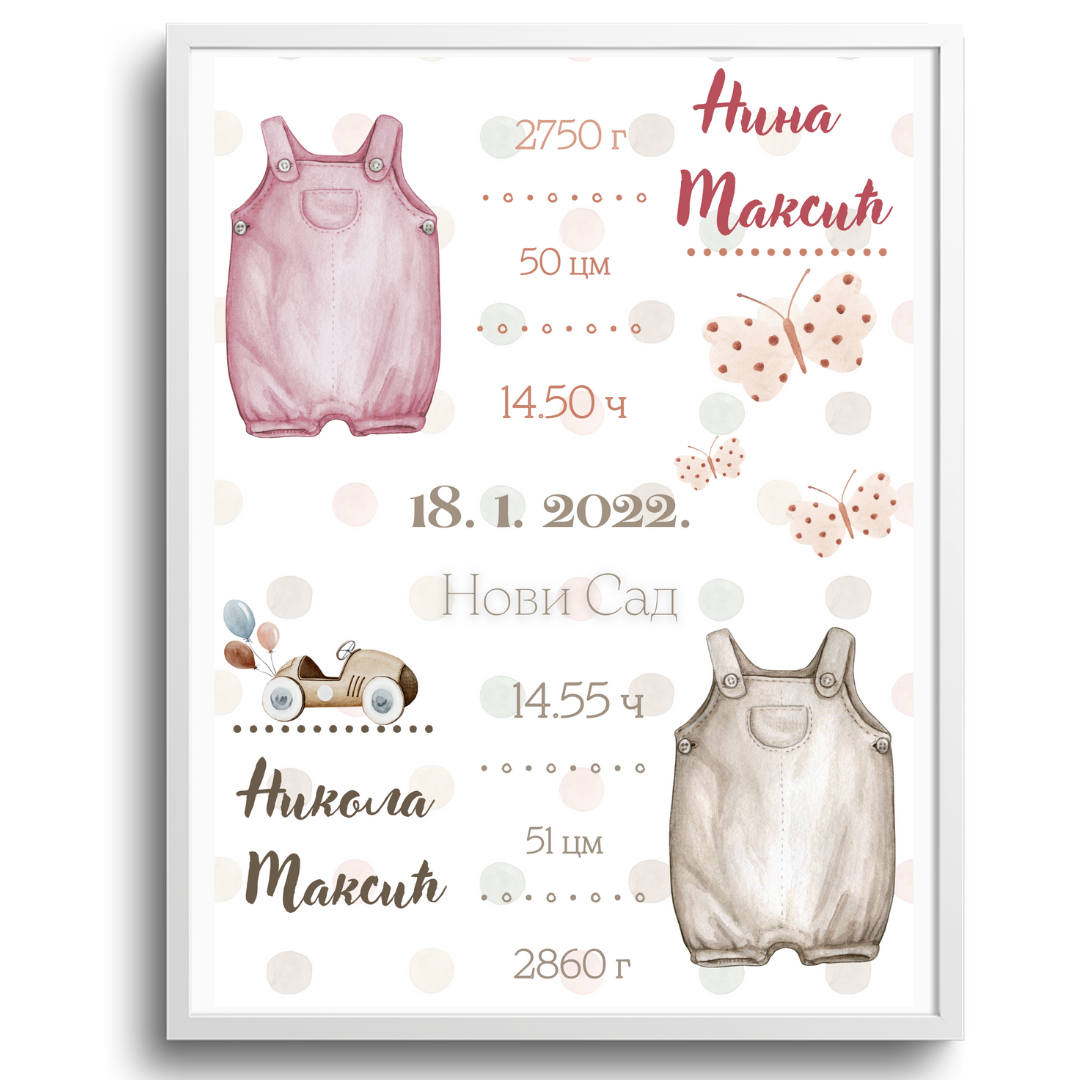 2750 г
50 цм
14.50 ч
Нина
Максић
18. 1. 2022.
Нови Сад
Никола
Максић
14.55 ч
51 цм
2860 г